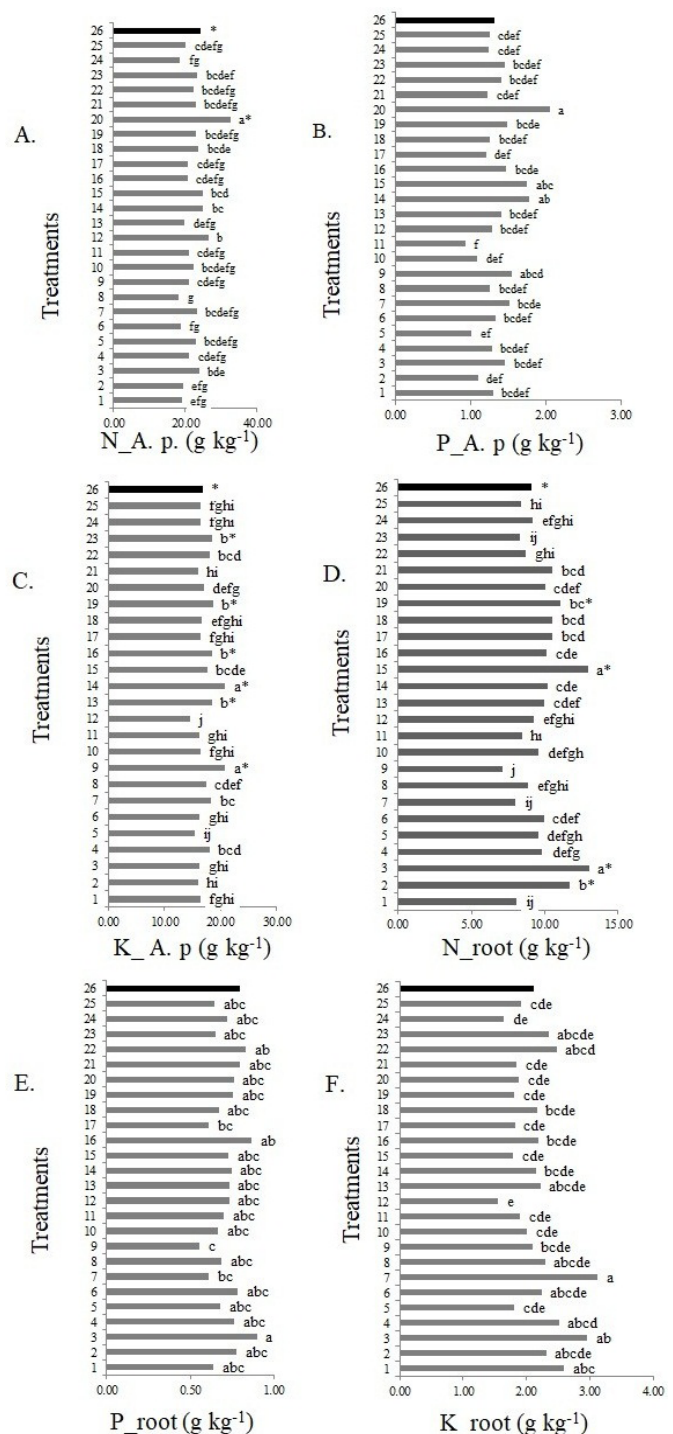 26 *
25 cdefg
24 fg
23 bcdef
22 bcdefg
21 bcdefg
20 a*
19 bcdefg
18 bcde
17 cdefg
16 cdefg
15 bcd
14 bc
13 defg
12 b
11 cdefg
10 bcdefg
9 cdefg
8 g
7 bcdefg
6 fg
5 bcdefg
4 cdefg
3 bde
2 efg
1 efg
A.
Treatments
0.00 20.00 40.00
N_A. p. (g kg-1)
26
25 cdef
24 cdef
23 bcdef
22 bcdef
21 cdef
20 a
19 bcde
18 bcdef
17 def
16 bcde
15 abc
14 ab
13 bcdef
12 bcdef
11 f
10 def
9 abcd
8 bcdef
7 bcde
6 bcdef
5 ef
4 bcdef
3 bcdef
2 def
1 bcdef
B.
Treatments
0.00 1.00 2.00 3.00
P_A. p (g kg-1)
26 *
25 fghi
24 fghi
23 b*
22 bcd
21 hi
20 defg
19 b*
18 efghi
17 fghi
16 b*
15 bcde
14 a*
13 b*
12 j
11 ghi
10 fghi
9 a*
8 cdef
7 bc
6 ghi
5 ij
4 bcd
3 ghi
2 hi
1 fghi
C.
Treatments
0.00 10.00 20.00 30.00
K_ A. p (g kg-1)
26 *
25 hi
24 efghi
23 ij
22 ghi
21 bcd
20 cdef
19 bc*
18 bcd
17 bcd
16 cde
15 a*
14 cde
13 cdef
12 efghi
11 hi
10 defgh
9 j
8 efghi
7 ij
6 cdef
5 defgh
4 defg
3 a*
2 b*
1 ij
D.
Treatments
0.00 5.00 10.00 15.00
N_root (g kg-1)
26
25 abc
24 abc
23 abc
22 ab
21 abc
20 abc
19 abc
18 abc
17 bc
16 ab
15 abc
14 abc
13 abc
12 abc
11 abc
10 abc
9 c
8 abc
7 bc
6 abc
5 abc
4 abc
3 a
2 abc
1 abc
E.
Treatments
0.00 0.50 1.00
P_root (g kg-1)
26
25 cde
24 de
23 abcde
22 abcd
21 cde
20 cde
19 cde
18 bcde
17 cde
16 bcde
15 cde
14 bcde
13 abcde
12 e
11 cde
10 cde
9 bcde
8 abcde
7 a
6 abcde
5 cde
4 abcd
3 ab
2 abcde
1 abc
F.
Treatments
0.00 1.00 2.00 3.00 4.00
K_root (g kg-1)